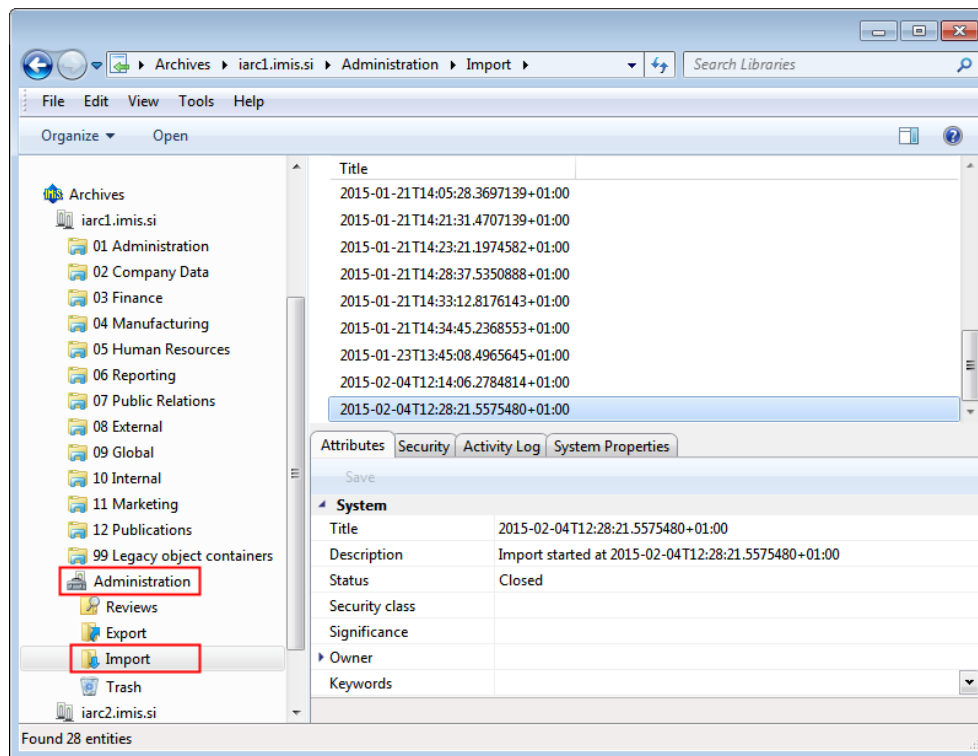 Archives iarc1.imis.si Administration Import Search Libraries
File Edit View Tools Help
Organize Open
Archives
iarc1.imis.si
01 Administration
02 Company Data
03 Finance
04 Manufacturing
05 Human Resources
06 Reporting
07 Public Relations
08 External
09 Global
10 Internal
11 Marketing
12 Publications
99 Legacy object containers
Administration
Reviews
Export
Import
Trash
iarc2.imis.si
Title
2015-01-21T14:05:28.3697139+01:00
2015-01-21T14:21:31.4707139+01:00
2015-01-21T14:23:21.1974582+01:00
2015-01-21T14:28:37.5350888+01:00
2015-01-21T14:33:12.8176143+01:00
2015-01-21T14:34:45.2368553+01:00
2015-01-23T13:45:08.4965645+01:00
2015-02-04T12:14:06.2784814+01:00
2015-02-04T12:28:21.5575480+01:00
Attributes Security Activity Log System Properties
Save
System
Title 2015-02-04T12:28:21.5575480+01:00
Description Import started at 2015-02-04T12:28:21.5575480+01:00
Status Closed
Security class
Significance
Owner
Keywords
Found 28 entities